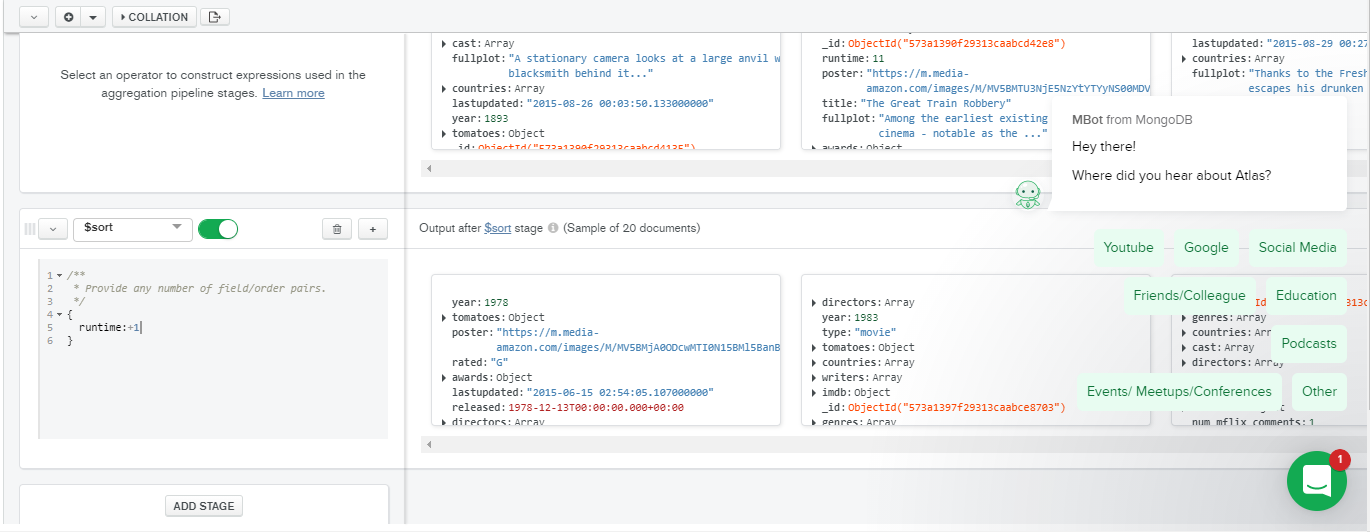 COLLATION
Select an operator to construct expressions used in the
aggregation pipeline stages. Learn more
cast: Array
fullplot: "A stationary camera looks at a large anvil w
blacksmith behind it..."
countries: Array
lastupdated: "2015-08-26 00:03:50.133000000"
year: 1893
tomatoes: Object
_id: ObjectId("573a1390f29313caabcd4135")
_id: ObjectId("573a1390f29313caabcd42e8")
runtime: 11
poster: "https://m.media-
amazon.com/images/M/MV5BMTU3NjE5NzYtYTYyNS00MDV
title: "The Great Train Robbery"
fullplot: "Among the earliest existing
cinema - notable as the ..."
awards: Object
lastupdated: "2015-08-29 00:27
countries: Array
fullplot: "Thanks to the Fresh
escapes his drunken
MBot from MongoDB
Hey there!
Where did you hear about Atlas?
$sort
+
Output after $sort stage (Sample of 20 documents)
Youtube
Google
Social Media
Friends/Colleague
Education
Podcasts
Events/ Meetups/Conferences
Other
1 /**
2 * Provide any number of field/order pairs.
3 */
4 {
5 runtime:+1
6 }
year: 1978
tomatoes: Object
poster: "https://m.media-
amazon.com/images/M/MV5BMjA0ODcwMTI0N15BMl5BanB
rated: "G"
awards: Object
lastupdated: "2015-06-15 02:54:05.107000000"
released: 1978-12-13T00:00:00.000+00:00
directors: Array
directors: Array
year: 1983
type: "movie"
tomatoes: Object
countries: Array
writers: Array
imdb: Object
_id: ObjectId("573a1397f29313caabce8703")
genres: Array
genres: Array
countries: Arr
cast: Array
directors: Array
num_mflix_comments: 1
ADD STAGE
1